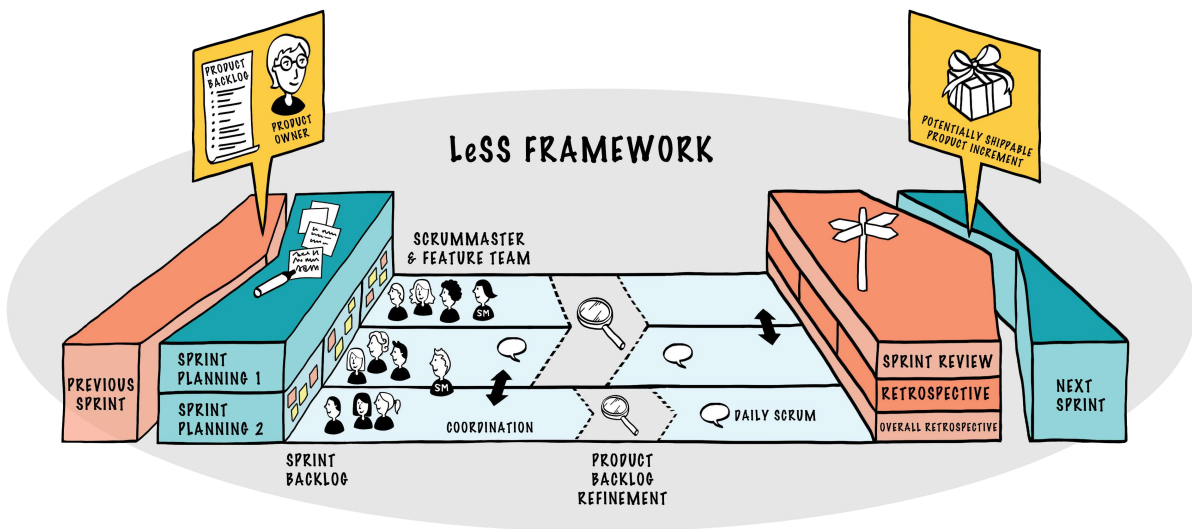 PRODUCT
BACKLOG
PRODUCT
OWNER
LeSS FRAMEWORK
POTENTIALLY SHIPPABLE
PRODUCT INCREMENT
SCRUMMASTER
& FEATURE TEAM
SM
SM
PREVIOUS
SPRINT
SPRINT
PLANNING 1
SPRINT
PLANNING 2
COORDINATION
DAILY SCRUM
SPRINT REVIEW
RETROSPECTIVE
OVERALL RETROSPECTIVE
NEXT
SPRINT
SPRINT
BACKLOG
PRODUCT
BACKLOG
REFINEMENT